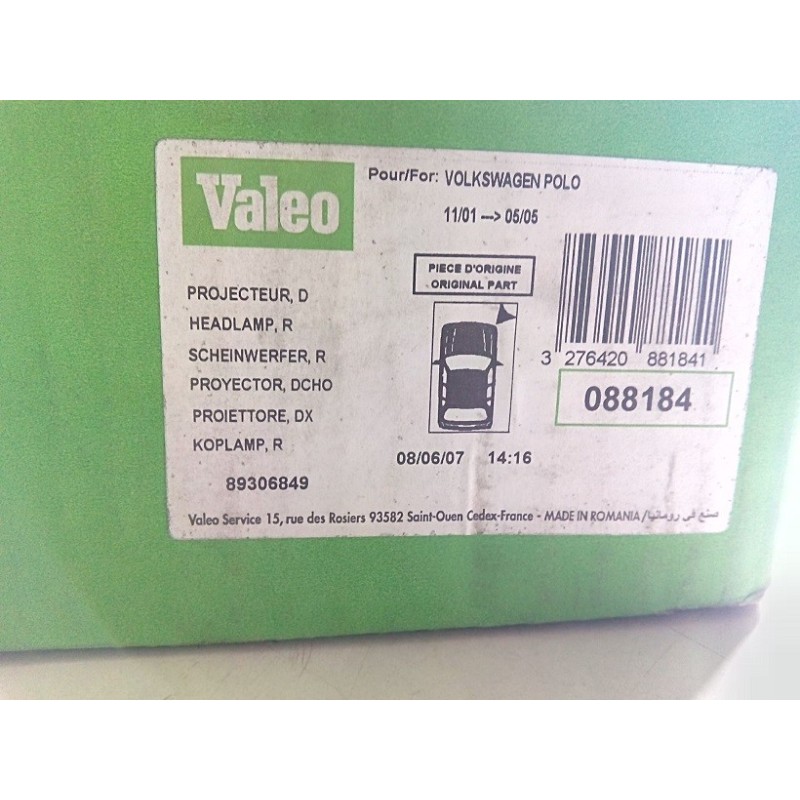 Valeo
Pour/For: VOLKSWAGEN POLO
11/01 --> 05/05
PIECE D'ORIGINE
ORIGINAL PART
PROJECTEUR, D
HEADLAMP, R
SCHEINWERFER, R
PROYECTOR, DCHO
PROIETTORE, DX
KOPLAMP, R
89306849
3 276420 881841
088184
08/06/07 14:16
Valeo Service 15, rue des Rosiers 93582 Saint-Ouen Cedex-France - MADE IN ROMANIA/صنع في رومانيا